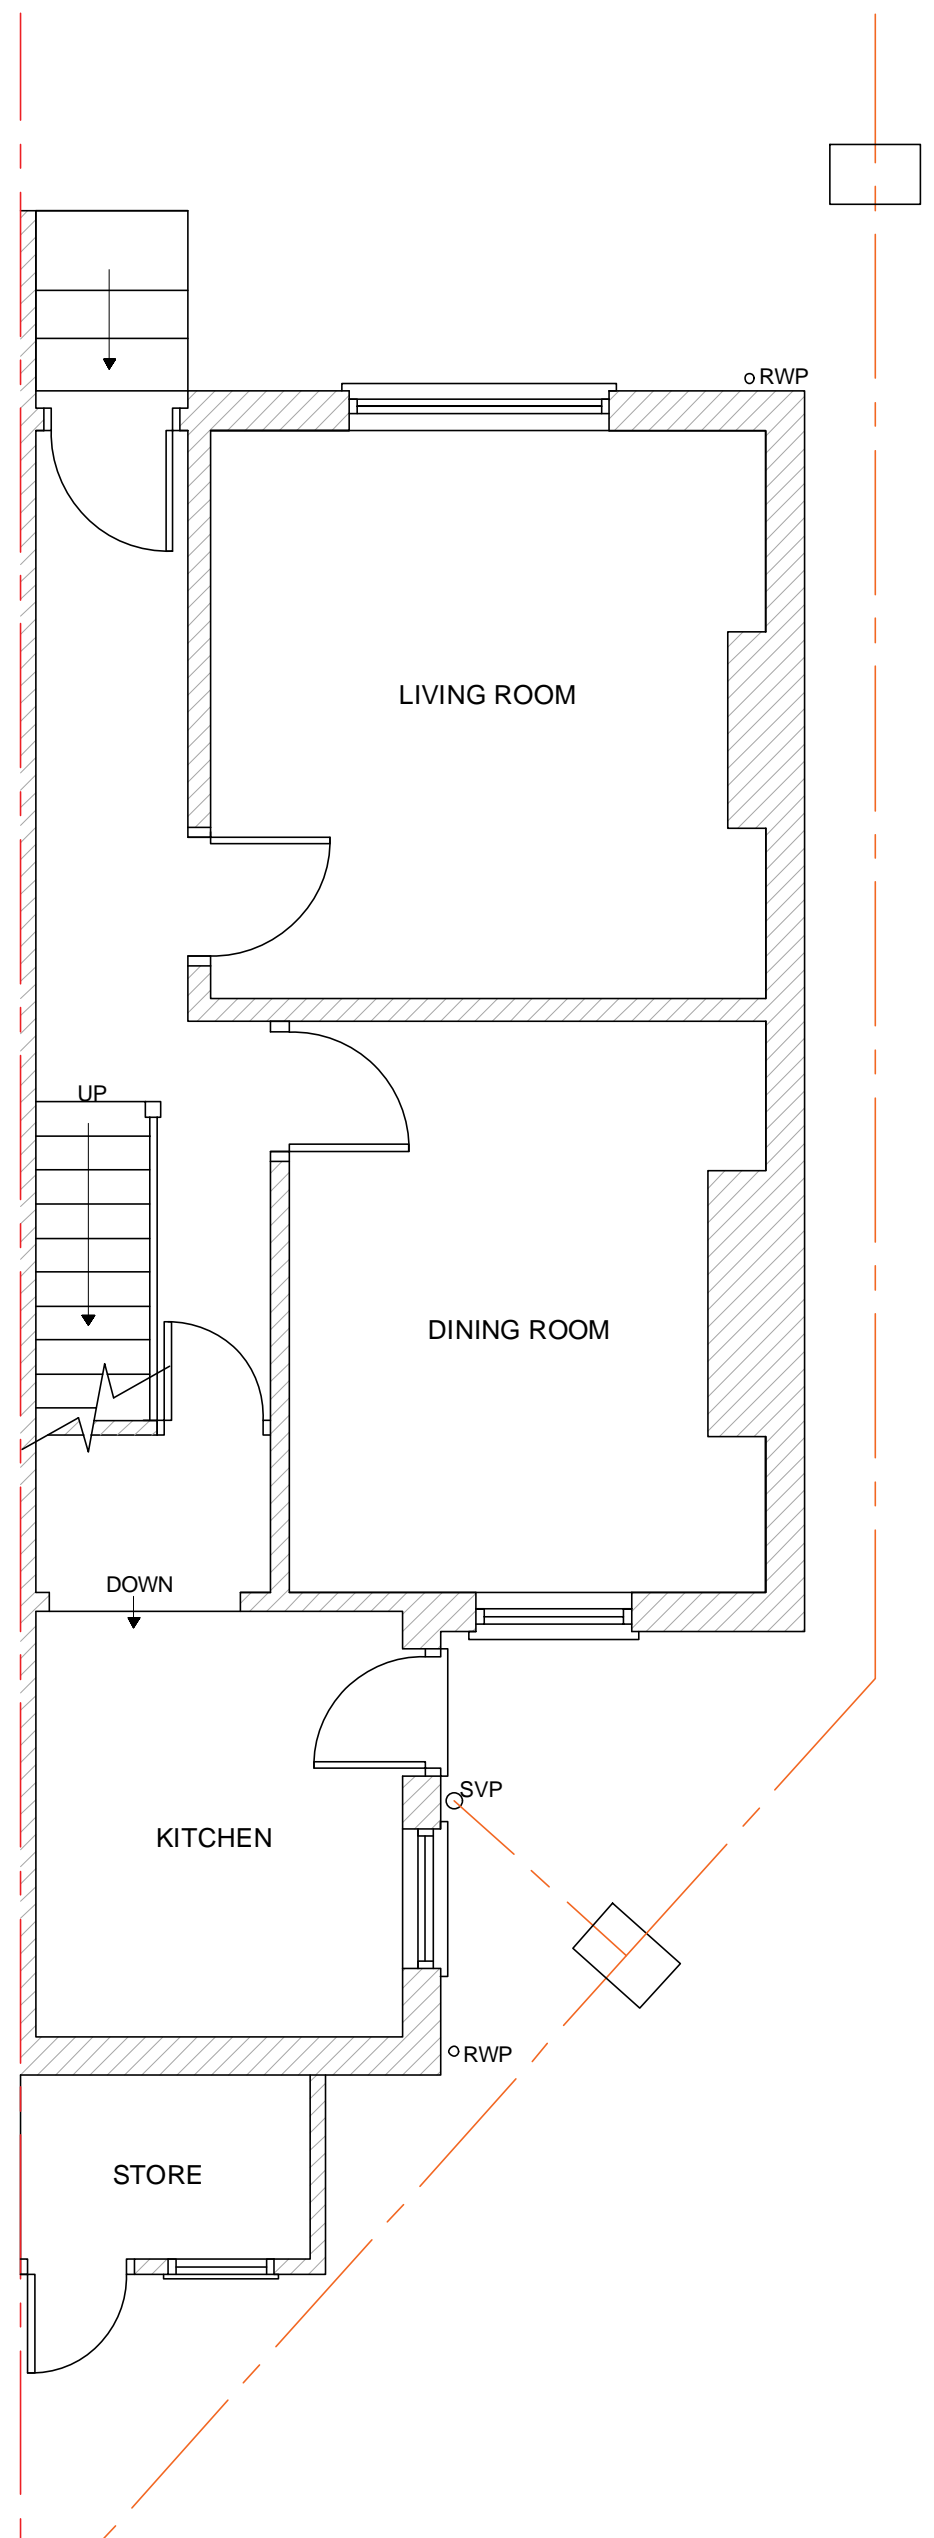 RWP
LIVING ROOM
UP
DINING ROOM
DOWN
SVP
KITCHEN
RWP
STORE